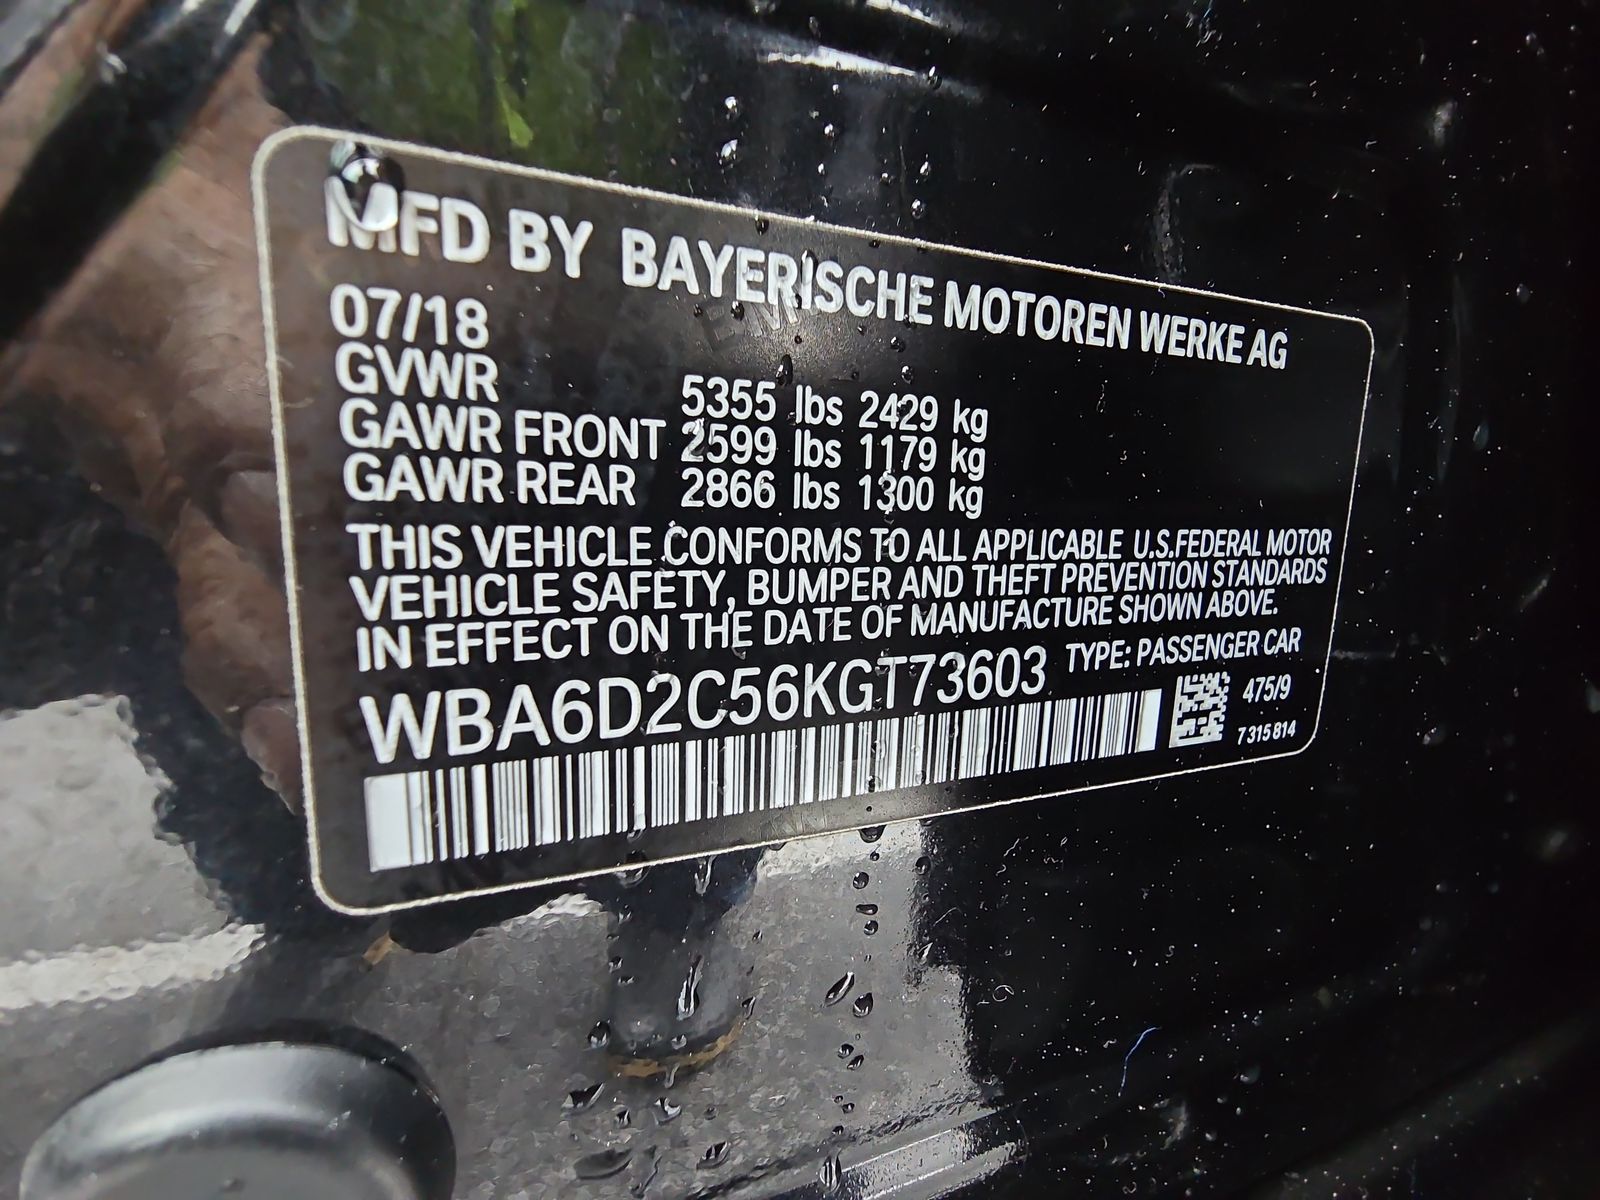 MFD BY BAYERISCHE MOTOREN WERKE AG
07/18
GVWR 5355 lbs 2429 kg
GAWR FRONT 2599 lbs 1179 kg
GAWR REAR 2866 lbs 1300 kg
THIS VEHICLE CONFORMS TO ALL APPLICABLE U.S.FEDERAL MOTOR
VEHICLE SAFETY, BUMPER AND THEFT PREVENTION STANDARDS
IN EFFECT ON THE DATE OF MANUFACTURE SHOWN ABOVE.
WBA6D2C56KGT73603 TYPE: PASSENGER CAR
475/9
7 315 814